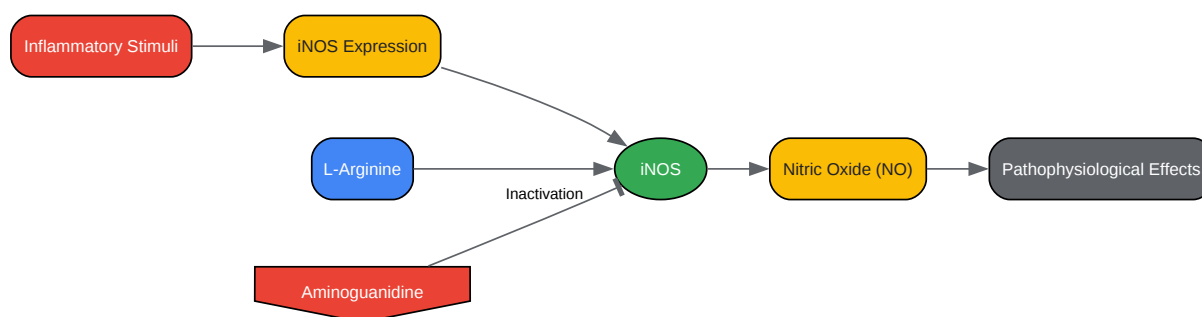 Inflammatory Stimuli
iNOS Expression
L-Arginine
iNOS
Nitric Oxide (NO)
Pathophysiological Effects
Inactivation
Aminoguanidine